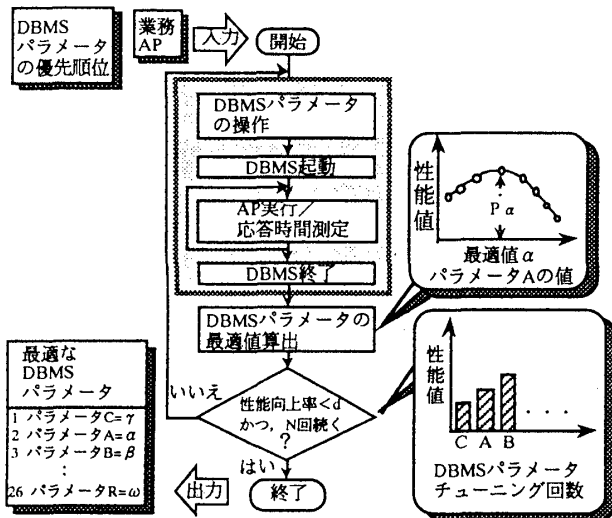 DBMS
パラメータ
の優先順位
業務
AP
入力
開始
DBMSパラメータ
の操作
DBMS起動
AP実行／
応答時間測定
DBMS終了
DBMSパラメータの
最適値算出
いいえ
性能向上率<d
かつ，N回続く
?
はい
終了
出力
性能値
Pα
最適値α
パラメータAの値
性能値
C A B
・・・
DBMSパラメータ
チューニング回数
最適な
DBMS
パラメータ
1 パラメータC=γ
2 パラメータA=α
3 パラメータB=β
：
26 パラメータR=ω